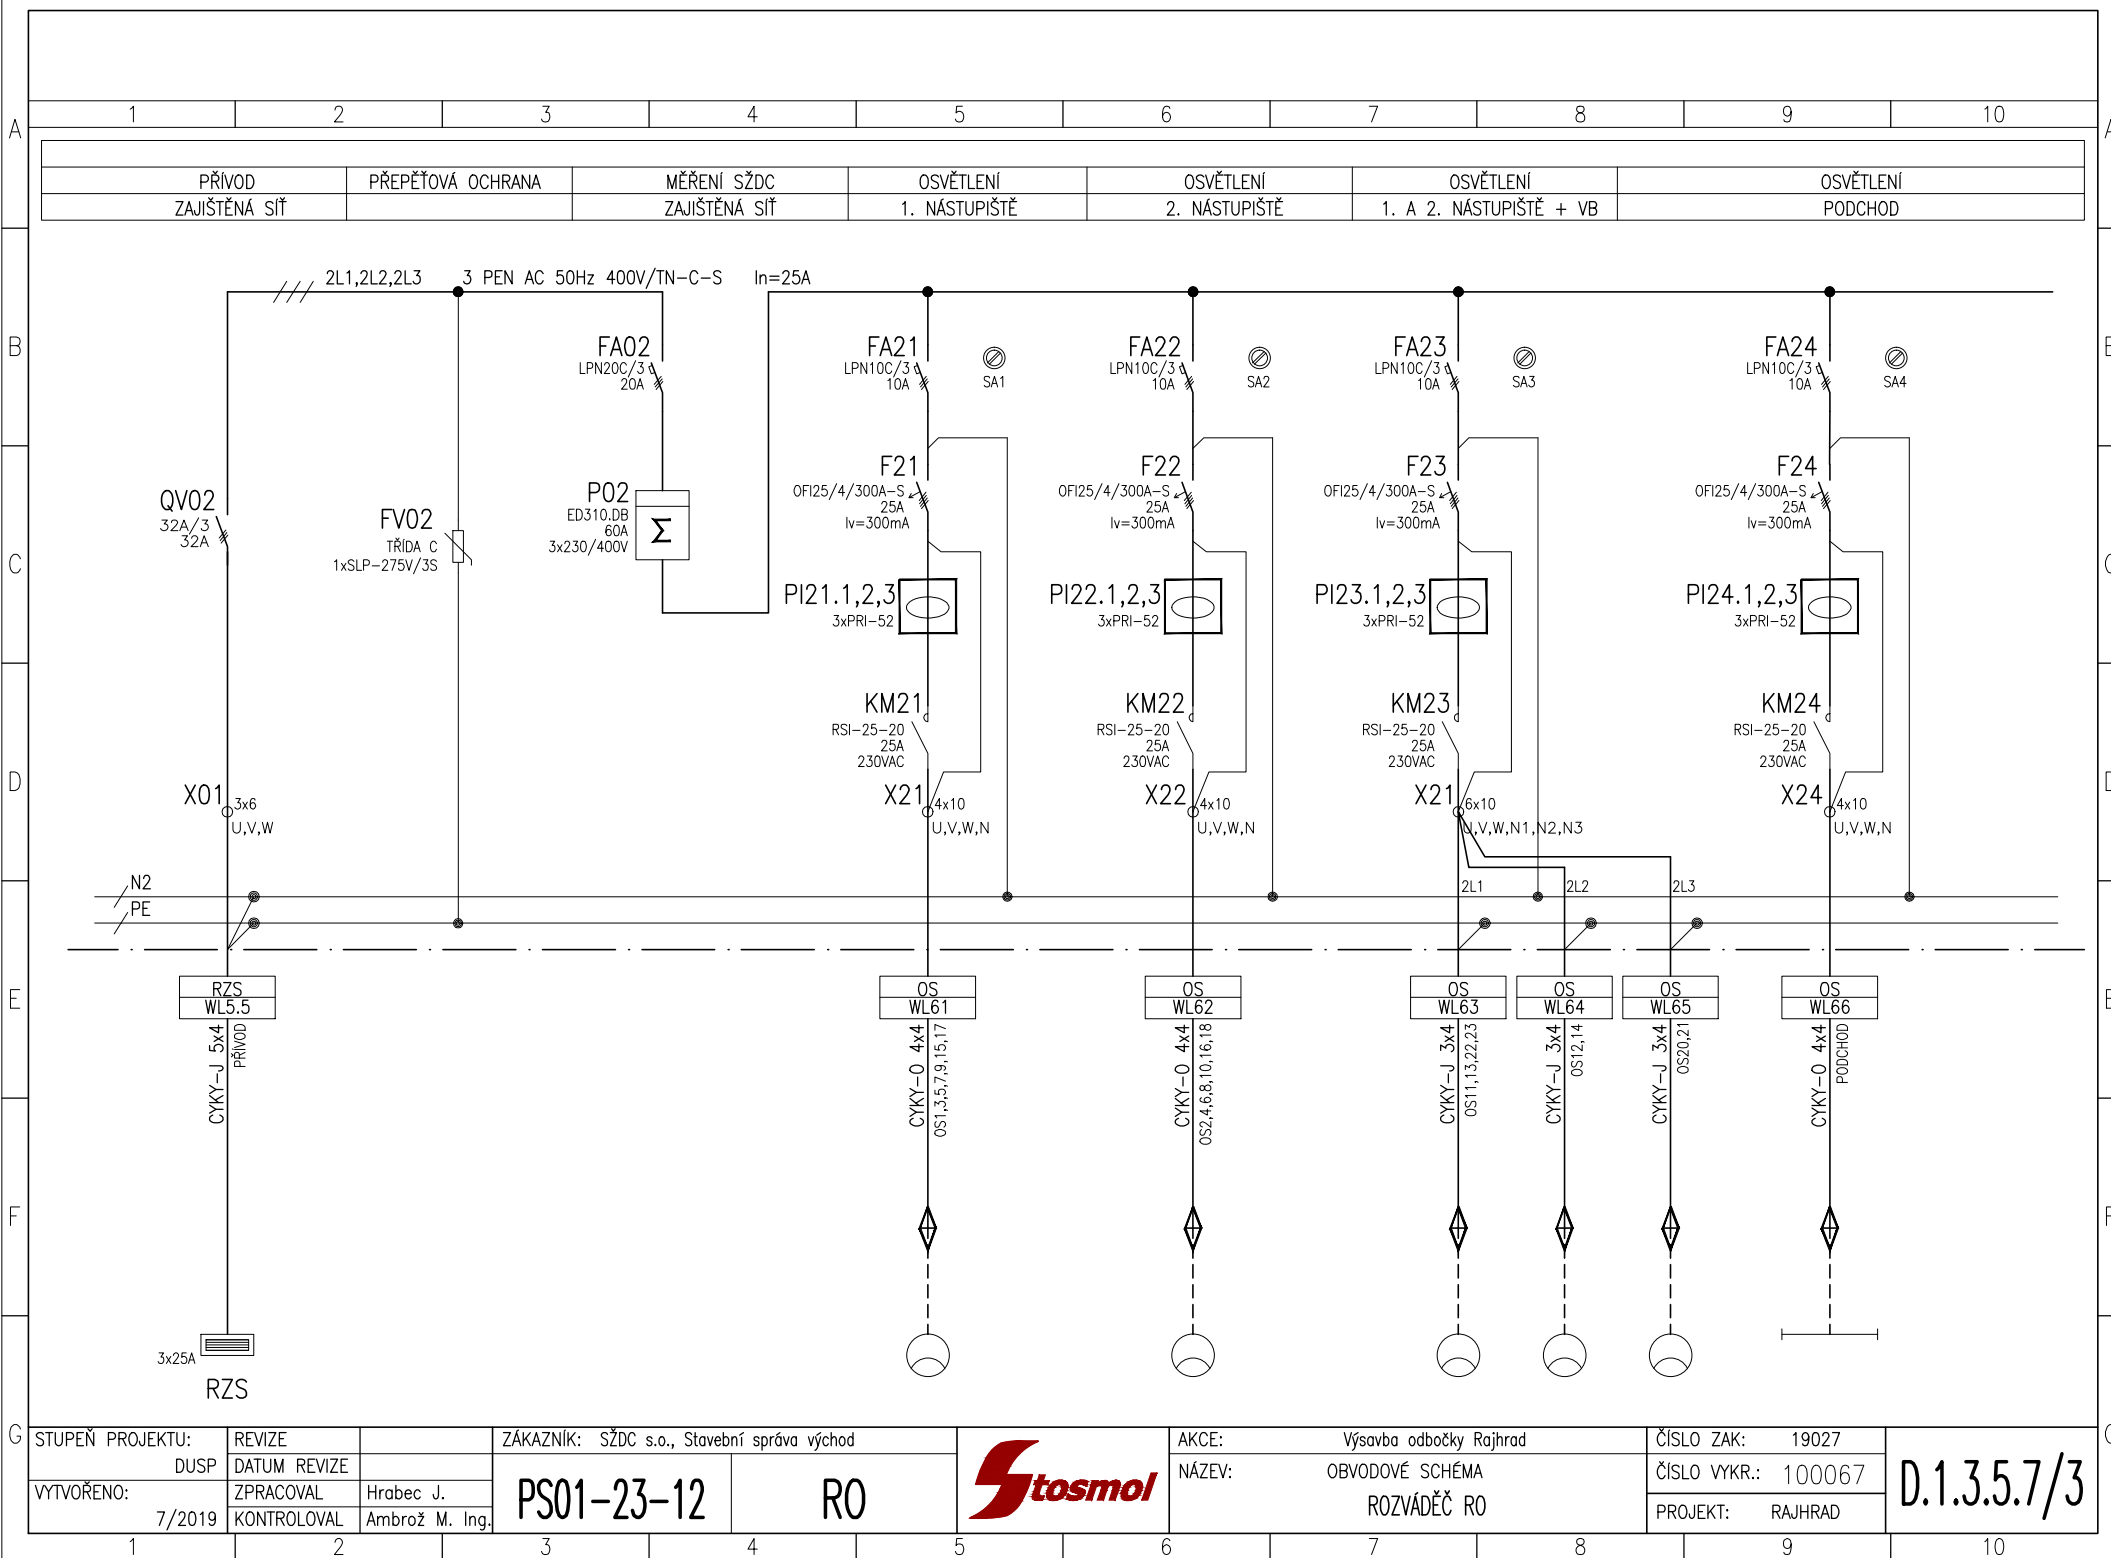 1 2 3 4 5 6 7 8 9 10
A A
PŘÍVOD PŘEPĚŤOVÁ OCHRANA MĚŘENÍ SŽDC OSVĚTLENÍ OSVĚTLENÍ OSVĚTLENÍ OSVĚTLENÍ
ZAJIŠTĚNÁ SÍŤ ZAJIŠTĚNÁ SÍŤ 1. NÁSTUPIŠTĚ 2. NÁSTUPIŠTĚ 1. A 2. NÁSTUPIŠTĚ + VB PODCHOD
2L1,2L2,2L3 3 PEN AC 50Hz 400V/TN-C-S In=25A
B
FA02
LPN20C/3
20A
FA21
LPN10C/3
10A
SA1
FA22
LPN10C/3
10A
SA2
FA23
LPN10C/3
10A
SA3
FA24
LPN10C/3
10A
SA4
B
C
QV02
32A/3
32A
FV02
TŘÍDA C
1xSLP-275V/3S
P02
ED310.DB
60A
3x230/400V
Σ
F21
OFI25/4/300A-S
25A
Iv=300mA
F22
OFI25/4/300A-S
25A
Iv=300mA
F23
OFI25/4/300A-S
25A
Iv=300mA
F24
OFI25/4/300A-S
25A
Iv=300mA
PI21.1,2,3
3xPRI-52
PI22.1,2,3
3xPRI-52
PI23.1,2,3
3xPRI-52
PI24.1,2,3
3xPRI-52
C
D
KM21
RSI-25-20
25A
230VAC
KM22
RSI-25-20
25A
230VAC
KM23
RSI-25-20
25A
230VAC
KM24
RSI-25-20
25A
230VAC
X01 3x6
U,V,W
X21 4x10
U,V,W,N
X22 4x10
U,V,W,N
X21 6x10
U,V,W,N1,N2,N3
X24 4x10
U,V,W,N
D
N2
PE
2L1 2L2 2L3
E
RZS
WL5.5
CYKY-J 5x4
PŘÍVOD
OS
WL61
CYKY-O 4x4
OS1,3,5,7,9,15,17
OS
WL62
CYKY-O 4x4
OS2,4,6,8,10,16,18
OS
WL63
CYKY-J 3x4
OS11,13,22,23
OS
WL64
CYKY-J 3x4
OS12,14
OS
WL65
CYKY-J 3x4
OS20,21
OS
WL66
CYKY-O 4x4
PODCHOD
E
F F
3x25A
RZS
G G
STUPEŇ PROJEKTU:
DUSP
VYTVOŘENO:
7/2019
REVIZE
DATUM REVIZE
ZPRACOVAL Hrabec J.
KONTROLOVAL Ambrož M. Ing.
ZÁKAZNÍK: SŽDC s.o., Stavební správa východ
PS01-23-12 RO
Stosmol
AKCE: Výsavba odbočky Rajhrad
NÁZEV: OBVODOVÉ SCHÉMA
ROZVÁDĚČ RO
ČÍSLO ZAK: 19027
ČÍSLO VYKR.: 100067
PROJEKT: RAJHRAD
D.1.3.5.7/3
1 2 3 4 5 6 7 8 9 10